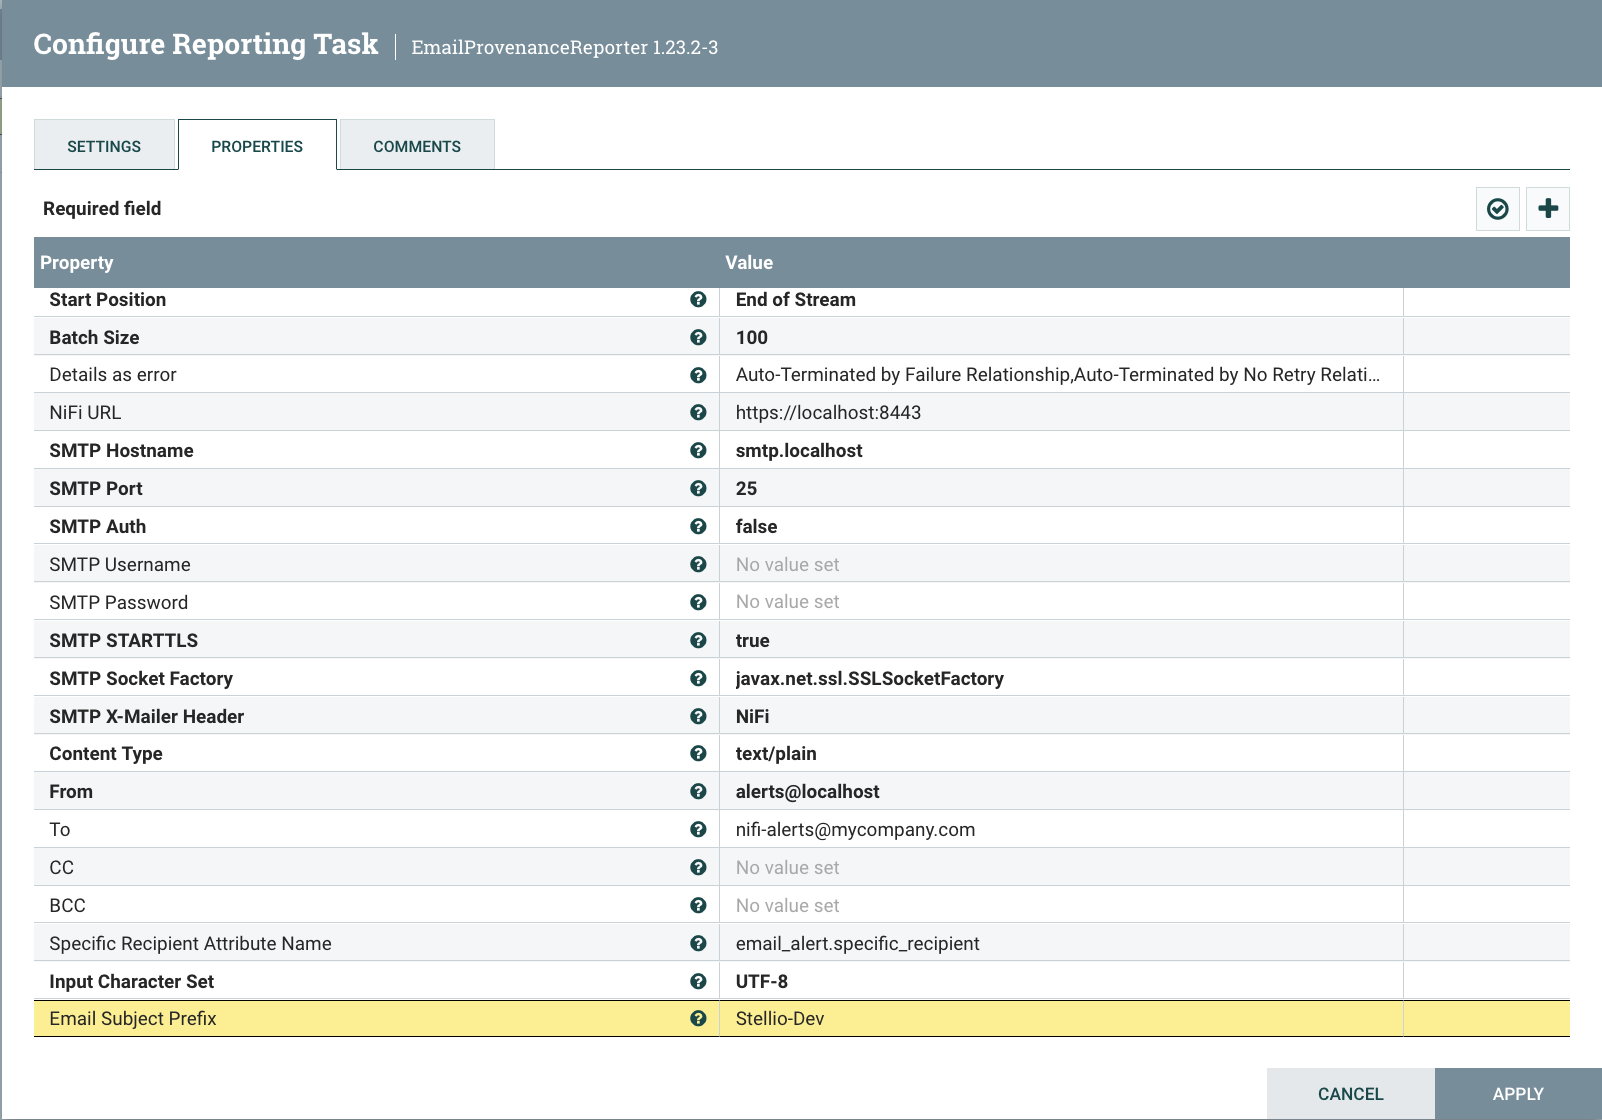 Configure Reporting Task | EmailProvenanceReporter 1.23.2-3
SETTINGS PROPERTIES COMMENTS
Required field
Property Value
Start Position End of Stream
Batch Size 100
Details as error Auto-Terminated by Failure Relationship,Auto-Terminated by No Retry Relati...
NiFi URL https://localhost:8443
SMTP Hostname smtp.localhost
SMTP Port 25
SMTP Auth false
SMTP Username No value set
SMTP Password No value set
SMTP STARTTLS true
SMTP Socket Factory javax.net.ssl.SSLSocketFactory
SMTP X-Mailer Header NiFi
Content Type text/plain
From alerts@localhost
To nifi-alerts@mycompany.com
CC No value set
BCC No value set
Specific Recipient Attribute Name email_alert.specific_recipient
Input Character Set UTF-8
Email Subject Prefix Stellio-Dev
CANCEL APPLY